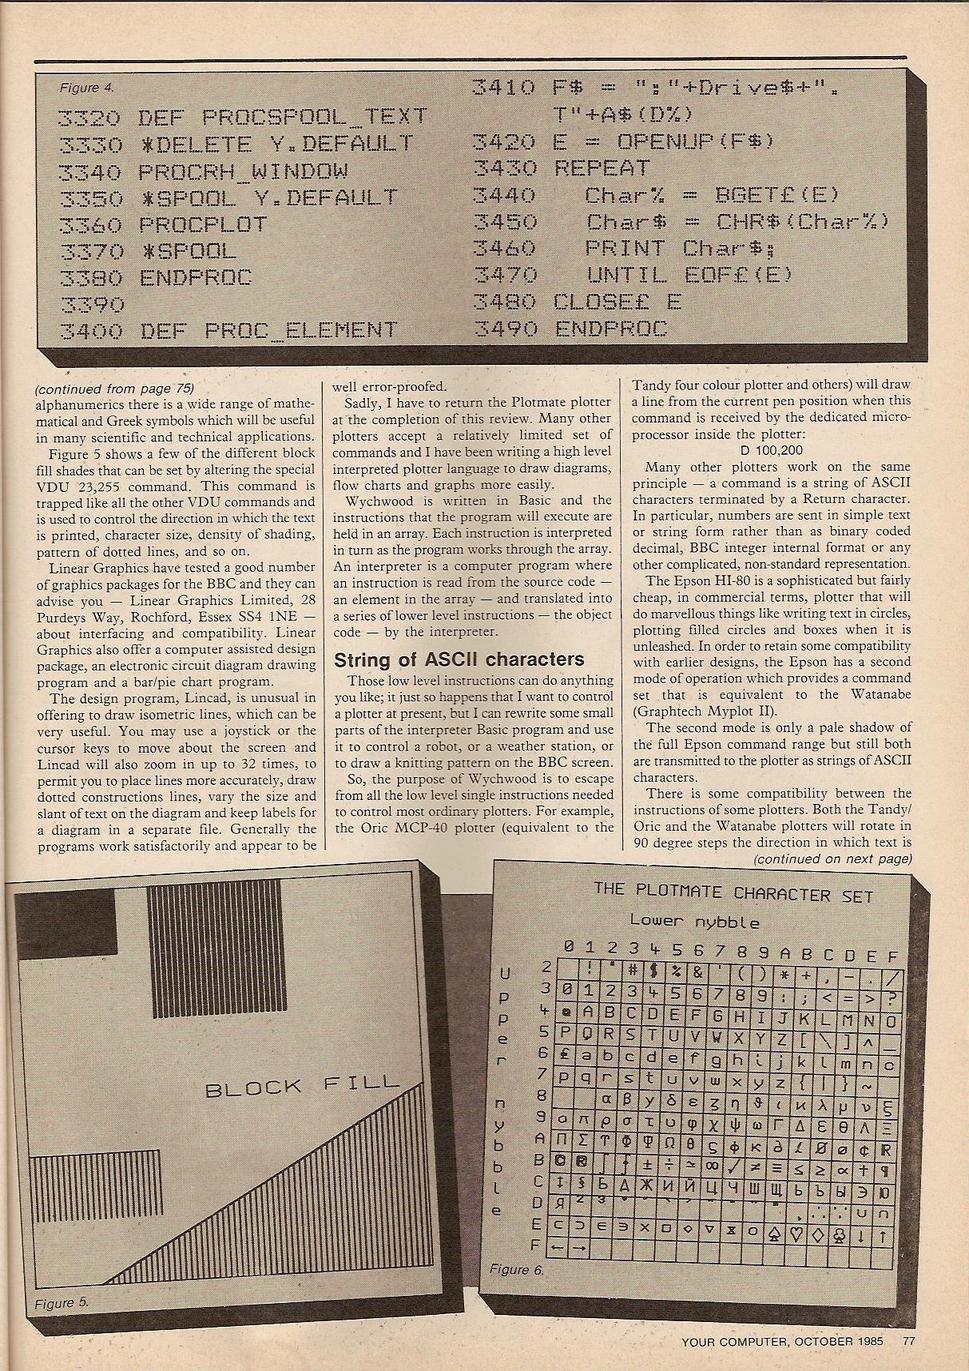 Figure 4.
3320 DEF PROCSPOOL_TEXT
3330 *DELETE Y.DEFAULT
3340 PROCRH_WINDOW
3350 *SPOOL Y.DEFAULT
3360 PROCPLOT
3370 *SPOOL
3380 ENDPROC
3390
3400 DEF PROC_ELEMENT
3410 F$ = ":"+Drive$+".
T"+A$(D%)
3420 E = OPENUP(F$)
3430 REPEAT
3440 Char% = BGET£(E)
3450 Char$ = CHR$(Char%)
3460 PRINT Char$;
3470 UNTIL EOF£(E)
3480 CLOSE£ E
3490 ENDPROC
(continued from page 75)
alphanumerics there is a wide range of mathe-
matical and Greek symbols which will be useful
in many scientific and technical applications.
Figure 5 shows a few of the different block
fill shades that can be set by altering the special
VDU 23,255 command. This command is
trapped like all the other VDU commands and
is used to control the direction in which the text
is printed, character size, density of shading,
pattern of dotted lines, and so on.
Linear Graphics have tested a good number
of graphics packages for the BBC and they can
advise you — Linear Graphics Limited, 28
Purdeys Way, Rochford, Essex SS4 1NE —
about interfacing and compatibility. Linear
Graphics also offer a computer assisted design
package, an electronic circuit diagram drawing
program and a bar/pie chart program.
The design program, Lincad, is unusual in
offering to draw isometric lines, which can be
very useful. You may use a joystick or the
cursor keys to move about the screen and
Lincad will also zoom in up to 32 times, to
permit you to place lines more accurately, draw
dotted constructions lines, vary the size and
slant of text on the diagram and keep labels for
a diagram in a separate file. Generally the
programs work satisfactorily and appear to be
well error-proofed.
Sadly, I have to return the Plotmate plotter
at the completion of this review. Many other
plotters accept a relatively limited set of
commands and I have been writing a high level
interpreted plotter language to draw diagrams,
flow charts and graphs more easily.
Wychwood is written in Basic and the
instructions that the program will execute are
held in an array. Each instruction is interpreted
in turn as the program works through the array.
An interpreter is a computer program where
an instruction is read from the source code —
an element in the array — and translated into
a series of lower level instructions — the object
code — by the interpreter.
String of ASCII characters
Those low level instructions can do anything
you like; it just so happens that I want to control
a plotter at present, but I can rewrite some small
parts of the interpreter Basic program and use
it to control a robot, or a weather station, or
to draw a knitting pattern on the BBC screen.
So, the purpose of Wychwood is to escape
from all the low level single instructions needed
to control most ordinary plotters. For example,
the Oric MCP-40 plotter (equivalent to the
Tandy four colour plotter and others) will draw
a line from the current pen position when this
command is received by the dedicated micro-
processor inside the plotter:
D 100,200
Many other plotters work on the same
principle — a command is a string of ASCII
characters terminated by a Return character.
In particular, numbers are sent in simple text
or string form rather than as binary coded
decimal, BBC integer internal format or any
other complicated, non-standard representation.
The Epson HI-80 is a sophisticated but fairly
cheap, in commercial terms, plotter that will
do marvellous things like writing text in circles,
plotting filled circles and boxes when it is
unleashed. In order to retain some compatibility
with earlier designs, the Epson has a second
mode of operation which provides a command
set that is equivalent to the Watanabe
(Graphtech Myplot II).
The second mode is only a pale shadow of
the full Epson command range but still both
are transmitted to the plotter as strings of ASCII
characters.
There is some compatibility between the
instructions of some plotters. Both the Tandy/
Oric and the Watanabe plotters will rotate in
90 degree steps the direction in which text is
(continued on next page)
BLOCK FILL
Figure 5.
THE PLOTMATE CHARACTER SET
Lower nybble
0 1 2 3 4 5 6 7 8 9 A B C D E F
Upper nybble
2 ! " # $ % & ' ( ) * + , - . /
3 0 1 2 3 4 5 6 7 8 9 : ; < = > ?
4 @ A B C D E F G H I J K L M N O
5 P Q R S T U V W X Y Z [ \ ] ^ _
6 £ a b c d e f g h i j k l m n o
7 p q r s t u v w x y z { | } ~
8 α β γ δ ε ζ η θ ι κ λ μ ν ξ
9 ο π ρ σ τ υ φ χ ψ ω Γ Δ Ε Θ Λ Ξ
A Π Σ Τ Φ Ψ Ω
B © ® ∫ ± ÷ ≃ ∞ √ ≠ ≡ ≤ ≥ ∝ † ¶
C ↕ § Б Д Ж И Й Ц Ч Ш Щ Ь Ъ Ы Э Ю
D Я 2 3 ∪ ∩
E ⊂ ⊃ ∈ ∋ × □ ◇ ▽ ⧖ ○ ♤ ♡ ♢ ♧ ↓ ↑
F ← →
Figure 6.
YOUR COMPUTER, OCTOBER 1985 77